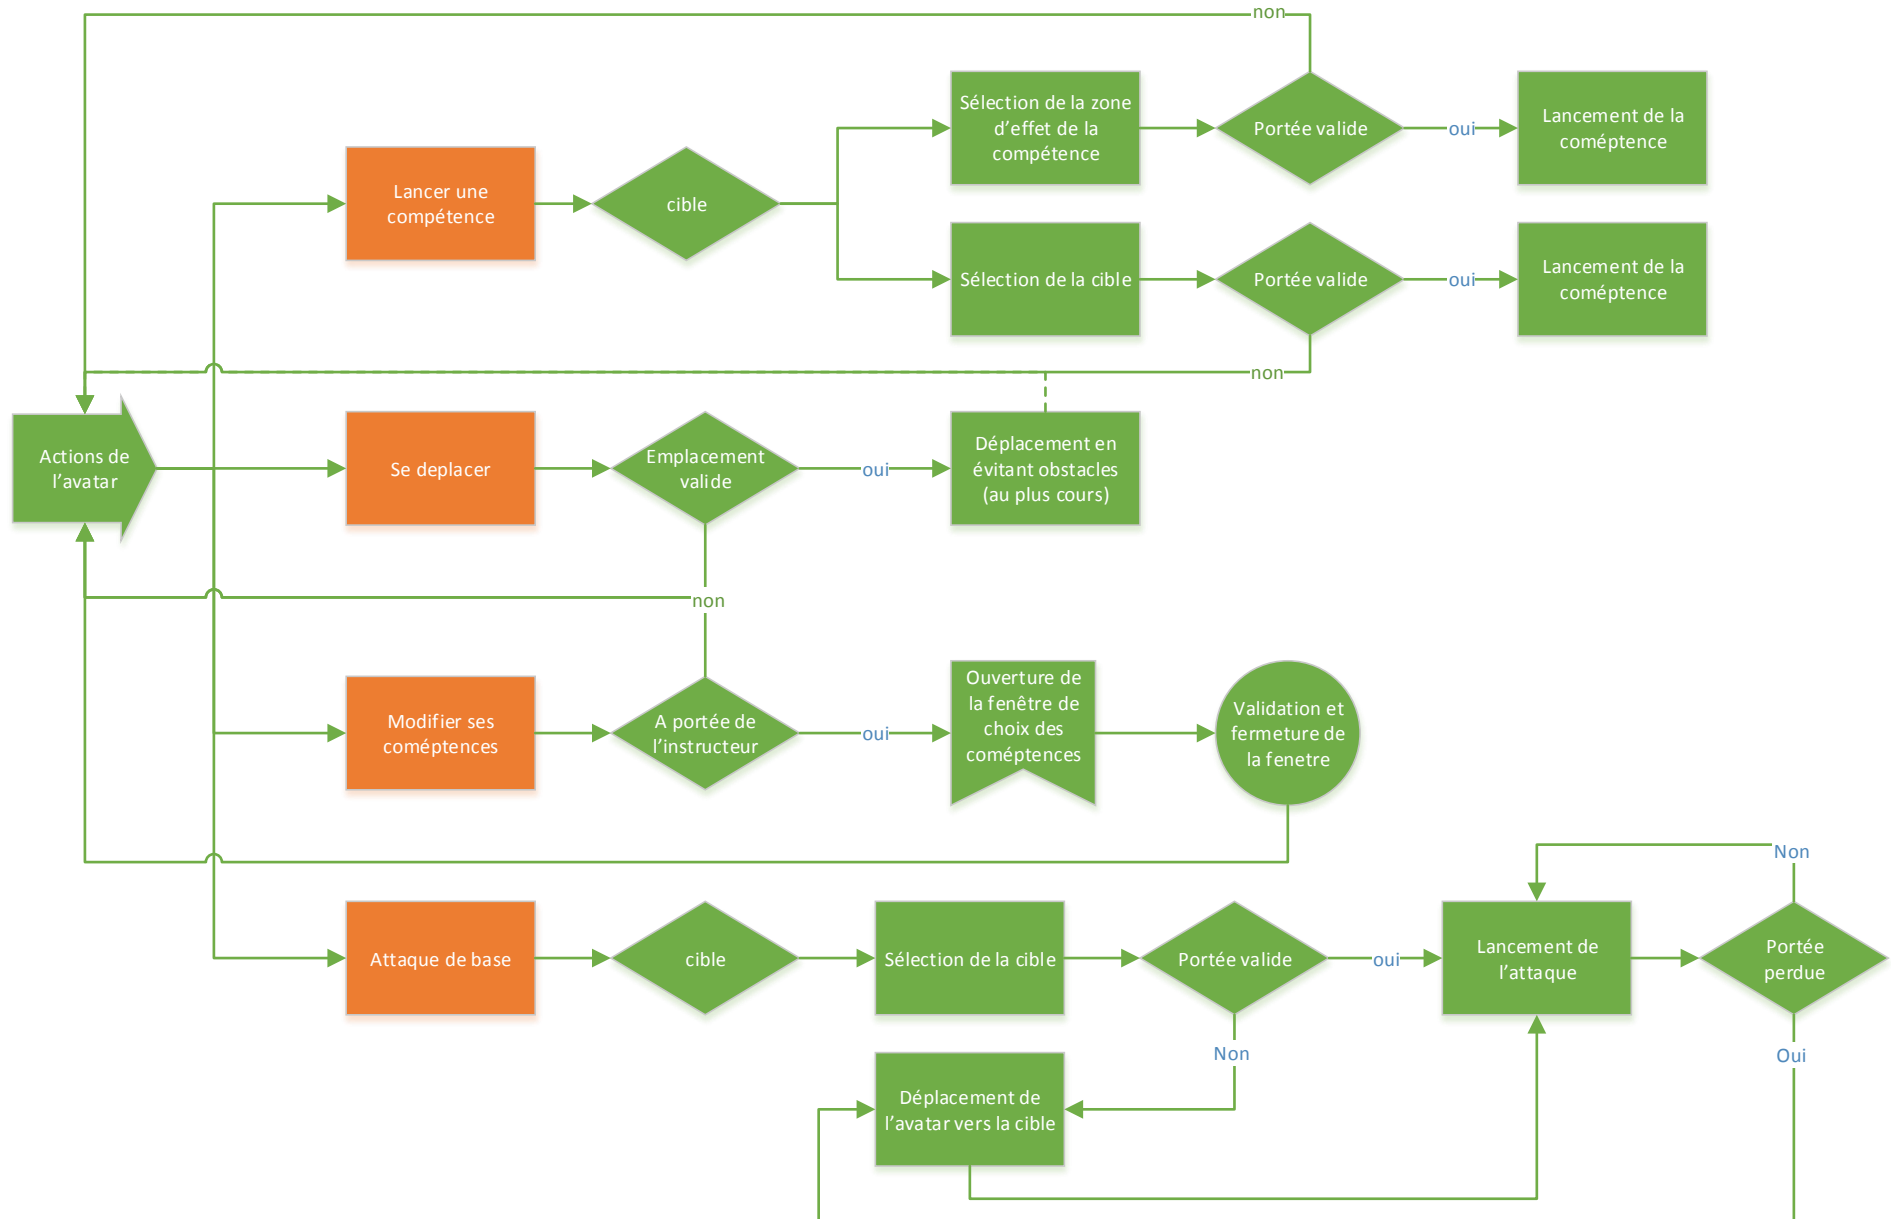 non
Sélection de la zone
d'effet de la
compétence
Portée valide
oui
Lancement de la
coméptence
Lancer une
compétence
cible
Sélection de la cible
Portée valide
oui
Lancement de la
coméptence
non
Actions de
l'avatar
Se deplacer
Emplacement
valide
oui
Déplacement en
évitant obstacles
(au plus cours)
non
Modifier ses
coméptences
A portée de
l'instructeur
oui
Ouverture de
la fenêtre de
choix des
coméptences
Validation et
fermeture de
la fenetre
Non
Attaque de base
cible
Sélection de la cible
Portée valide
oui
Lancement de
l'attaque
Portée
perdue
Non
Oui
Déplacement de
l'avatar vers la cible